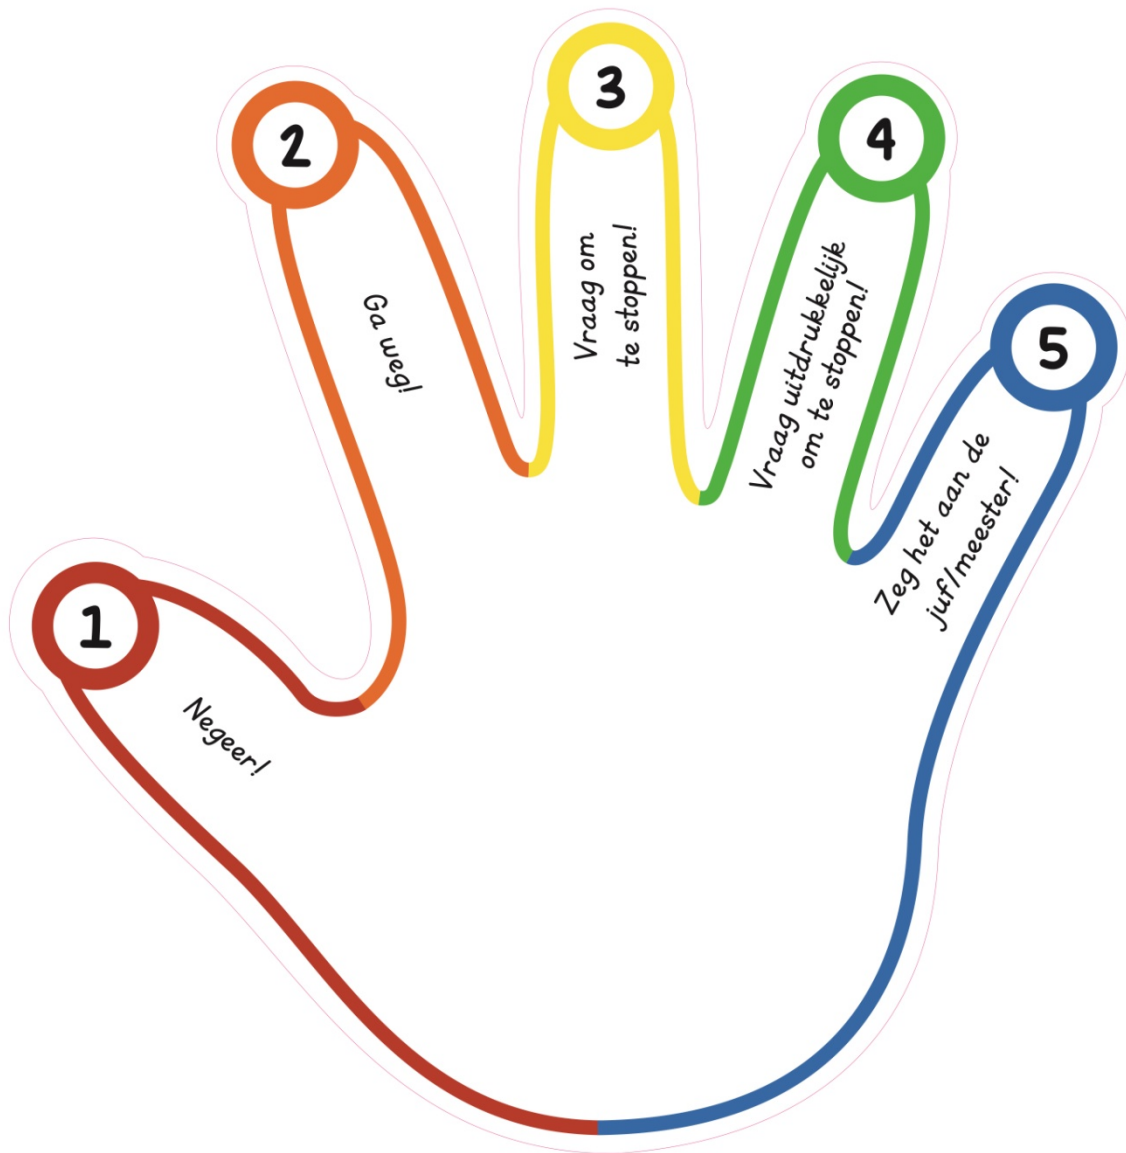 1
Negeer!
2
Ga weg!
3
Vraag om
te stoppen!
4
Vraag uitdrukkelijk
om te stoppen!
5
Zeg het aan de
juf/meester!